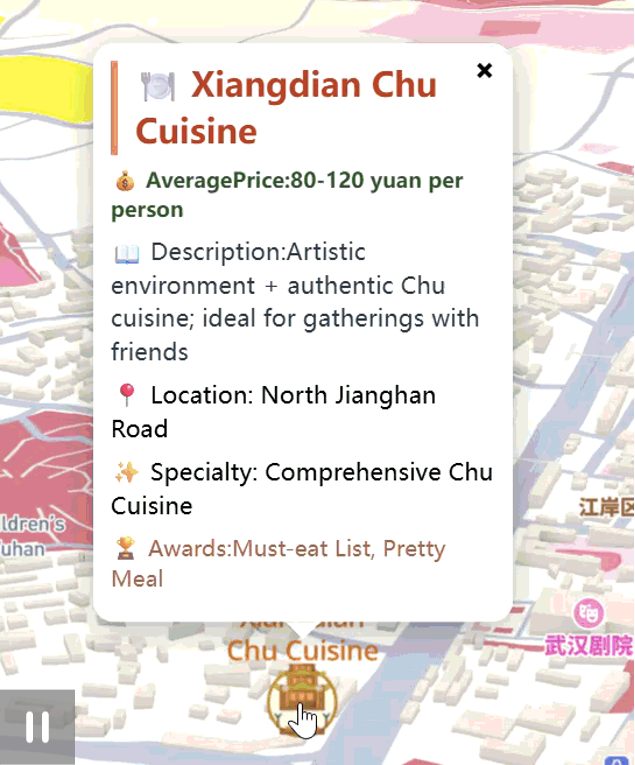 🍽️ Xiangdian Chu
Cuisine
💰 AveragePrice:80-120 yuan per
person
📖 Description:Artistic
environment + authentic Chu
cuisine; ideal for gatherings with
friends
📍 Location: North Jianghan
Road
✨ Specialty: Comprehensive Chu
Cuisine
🏆 Awards:Must-eat List, Pretty
Meal
ldren's
uhan
江岸区
Chu Cuisine
武汉剧院